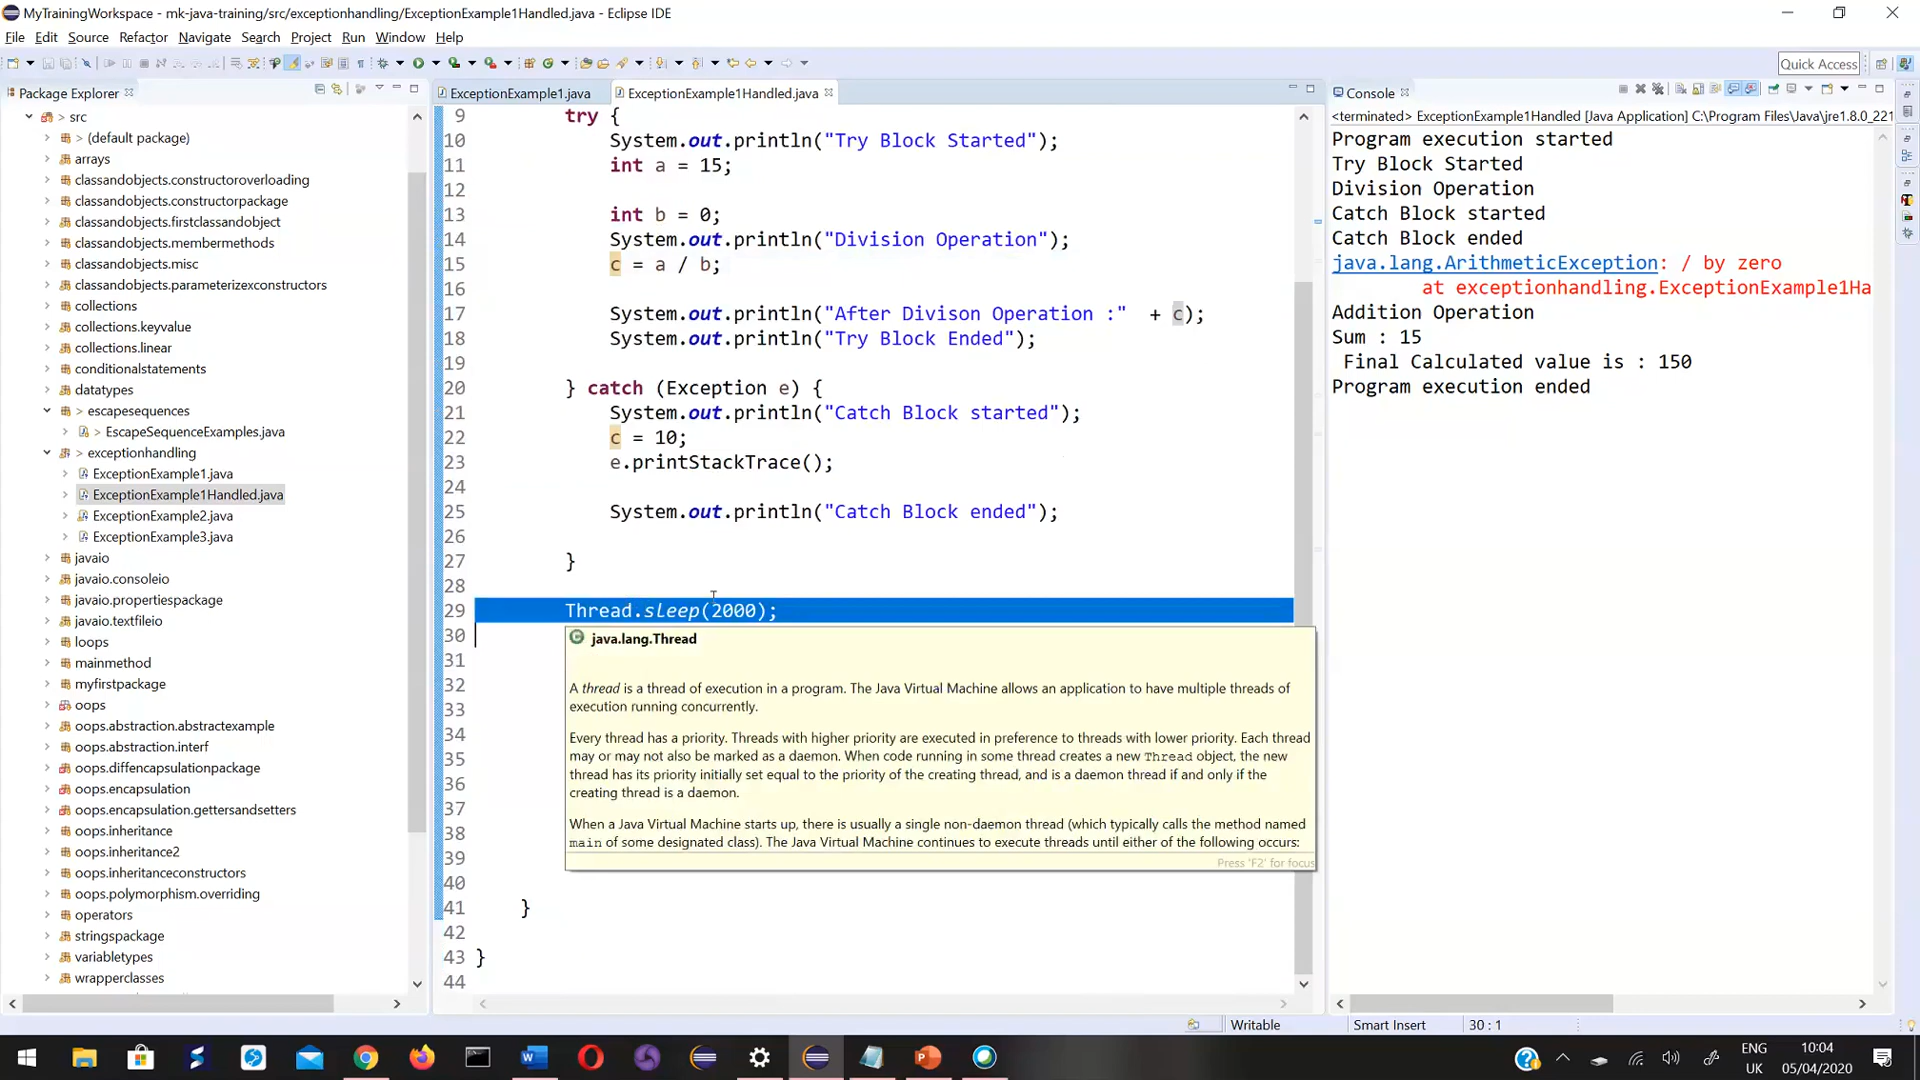 MyTrainingWorkspace - mk-java-training/src/exceptionhandling/ExceptionExample1Handled.java - Eclipse IDE
File Edit Source Refactor Navigate Search Project Run Window Help
Quick Access
Package Explorer
src
> (default package)
arrays
classandobjects.constructoroverloading
classandobjects.constructorpackage
classandobjects.firstclassandobject
classandobjects.membermethods
classandobjects.misc
classandobjects.parameterizexconstructors
collections
collections.keyvalue
collections.linear
conditionalstatements
datatypes
> escapesequences
> EscapeSequenceExamples.java
> exceptionhandling
ExceptionExample1.java
ExceptionExample1Handled.java
ExceptionExample2.java
ExceptionExample3.java
javaio
javaio.consoleio
javaio.propertiespackage
javaio.textfileio
loops
mainmethod
myfirstpackage
oops
oops.abstraction.abstractexample
oops.abstraction.interf
oops.diffencapsulationpackage
oops.encapsulation
oops.encapsulation.gettersandsetters
oops.inheritance
oops.inheritance2
oops.inheritanceconstructors
oops.polymorphism.overriding
operators
stringspackage
variabletypes
wrapperclasses
ExceptionExample1.java ExceptionExample1Handled.java
9 try {
10 System.out.println("Try Block Started");
11 int a = 15;
12
13 int b = 0;
14 System.out.println("Division Operation");
15 c = a / b;
16
17 System.out.println("After Divison Operation :" + c);
18 System.out.println("Try Block Ended");
19
20 } catch (Exception e) {
21 System.out.println("Catch Block started");
22 c = 10;
23 e.printStackTrace();
24
25 System.out.println("Catch Block ended");
26
27 }
28
29 Thread.sleep(2000);
30
31
32
33
34
35
36
37
38
39
40
41 }
42
43 }
44
java.lang.Thread
A thread is a thread of execution in a program. The Java Virtual Machine allows an application to have multiple threads of
execution running concurrently.
Every thread has a priority. Threads with higher priority are executed in preference to threads with lower priority. Each thread
may or may not also be marked as a daemon. When code running in some thread creates a new Thread object, the new
thread has its priority initially set equal to the priority of the creating thread, and is a daemon thread if and only if the
creating thread is a daemon.
When a Java Virtual Machine starts up, there is usually a single non-daemon thread (which typically calls the method named
main of some designated class). The Java Virtual Machine continues to execute threads until either of the following occurs:
Press 'F2' for focus
Console
<terminated> ExceptionExample1Handled [Java Application] C:\Program Files\Java\jre1.8.0_221
Program execution started
Try Block Started
Division Operation
Catch Block started
Catch Block ended
java.lang.ArithmeticException: / by zero
at exceptionhandling.ExceptionExample1Ha
Addition Operation
Sum : 15
Final Calculated value is : 150
Program execution ended
Writable Smart Insert 30 : 1
ENG
UK
10:04
05/04/2020